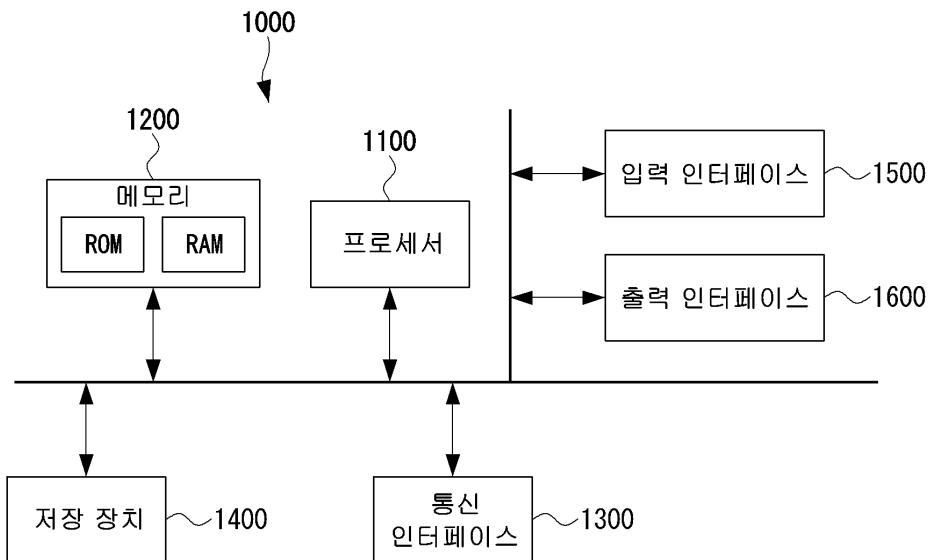 1000
1200
1100
메모리
ROM
RAM
프로세서
입력 인터페이스
1500
출력 인터페이스
1600
저장 장치
1400
통신
인터페이스
1300